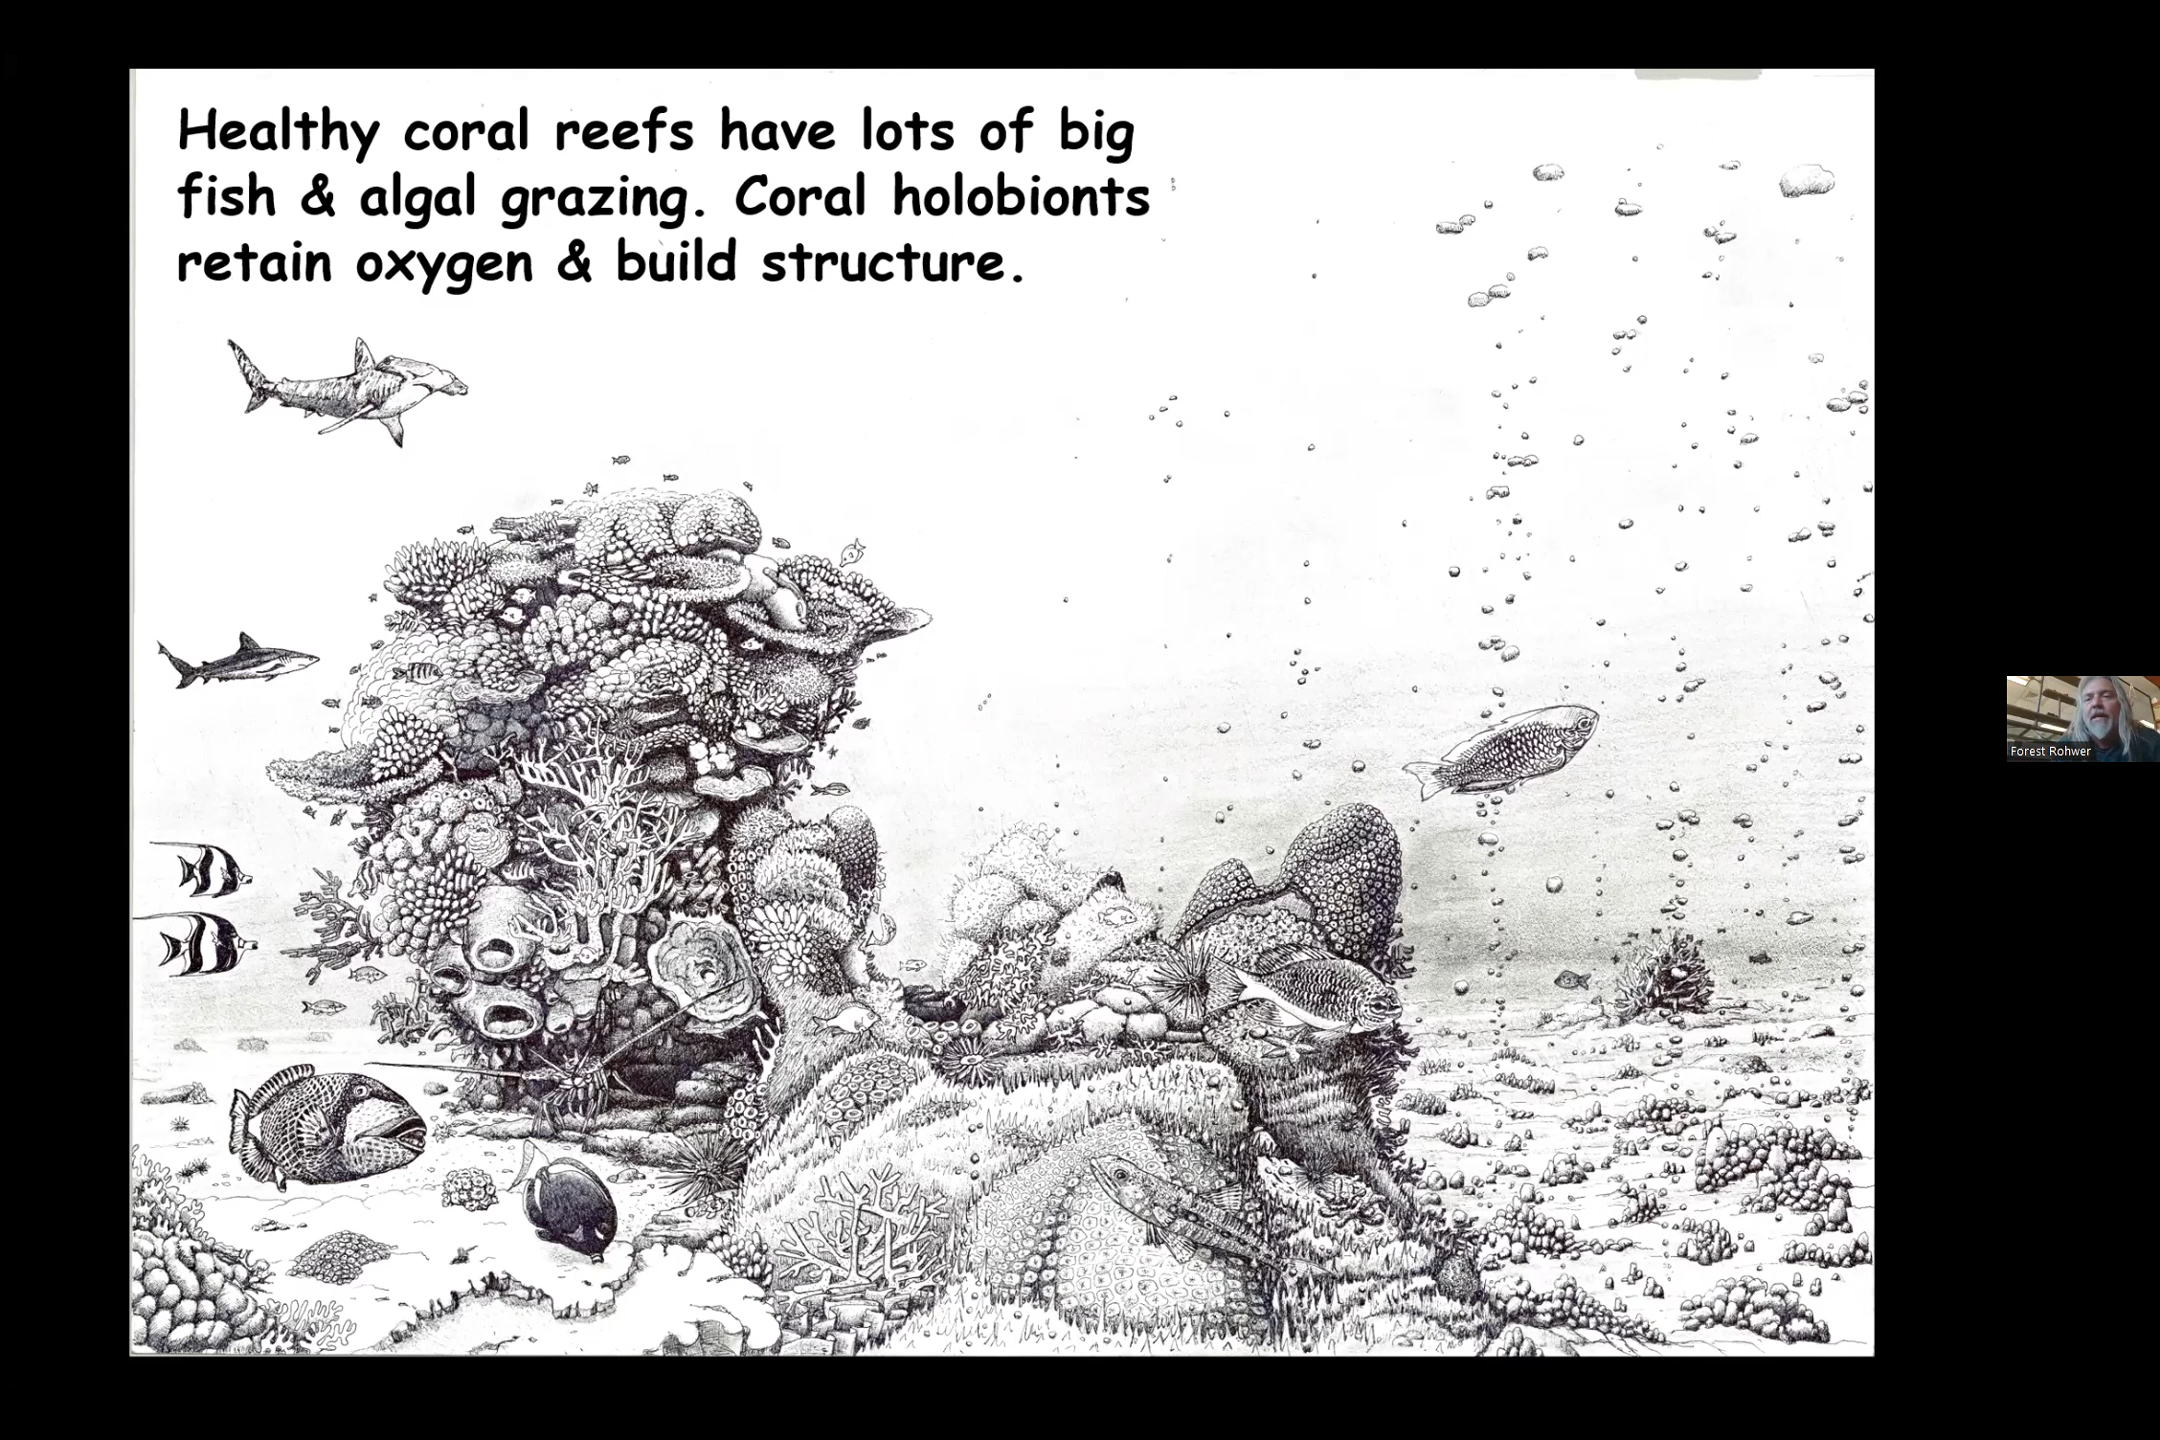 Healthy coral reefs have lots of big
fish & algal grazing. Coral holobionts
retain oxygen & build structure.
Forest Rohwer